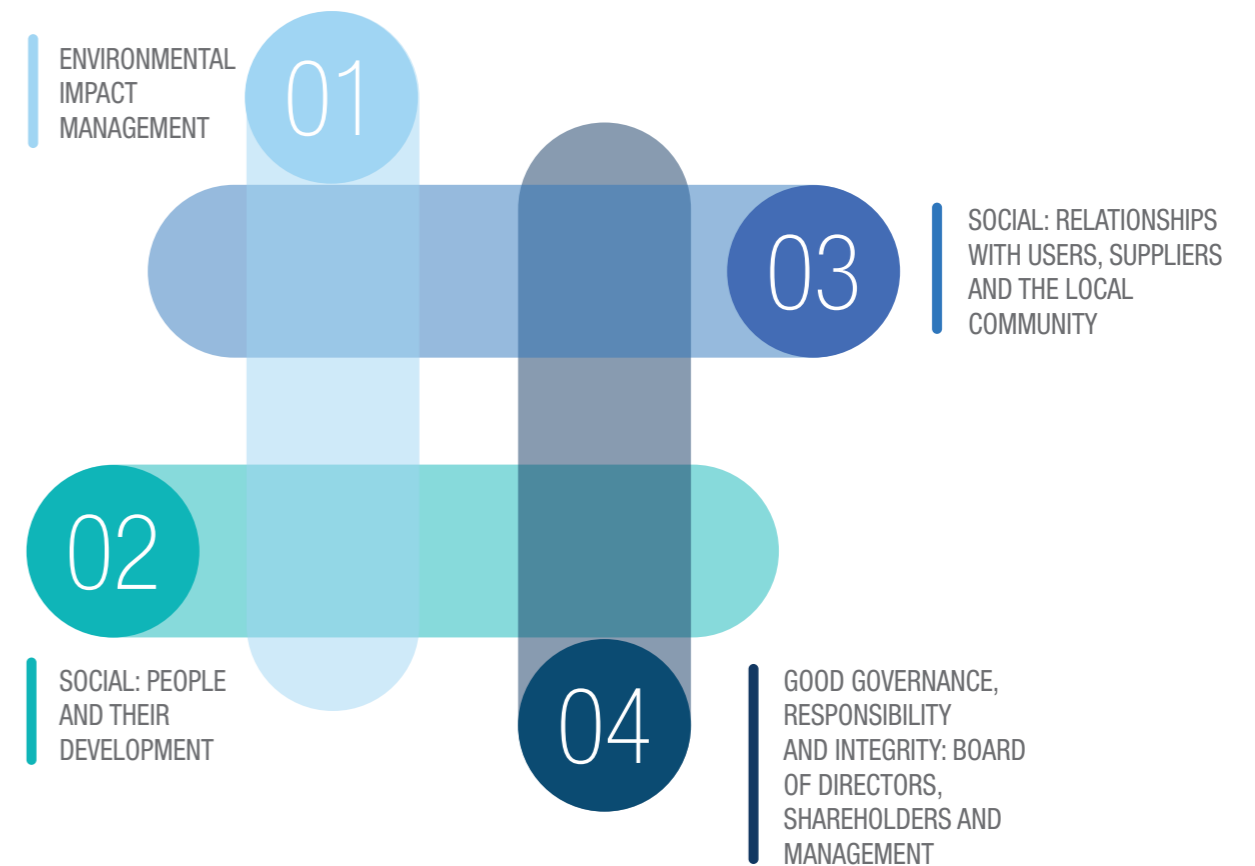 01
ENVIRONMENTAL
IMPACT
MANAGEMENT
03
SOCIAL: RELATIONSHIPS
WITH USERS, SUPPLIERS
AND THE LOCAL
COMMUNITY
02
SOCIAL: PEOPLE
AND THEIR
DEVELOPMENT
04
GOOD GOVERNANCE,
RESPONSIBILITY
AND INTEGRITY: BOARD
OF DIRECTORS,
SHAREHOLDERS AND
MANAGEMENT